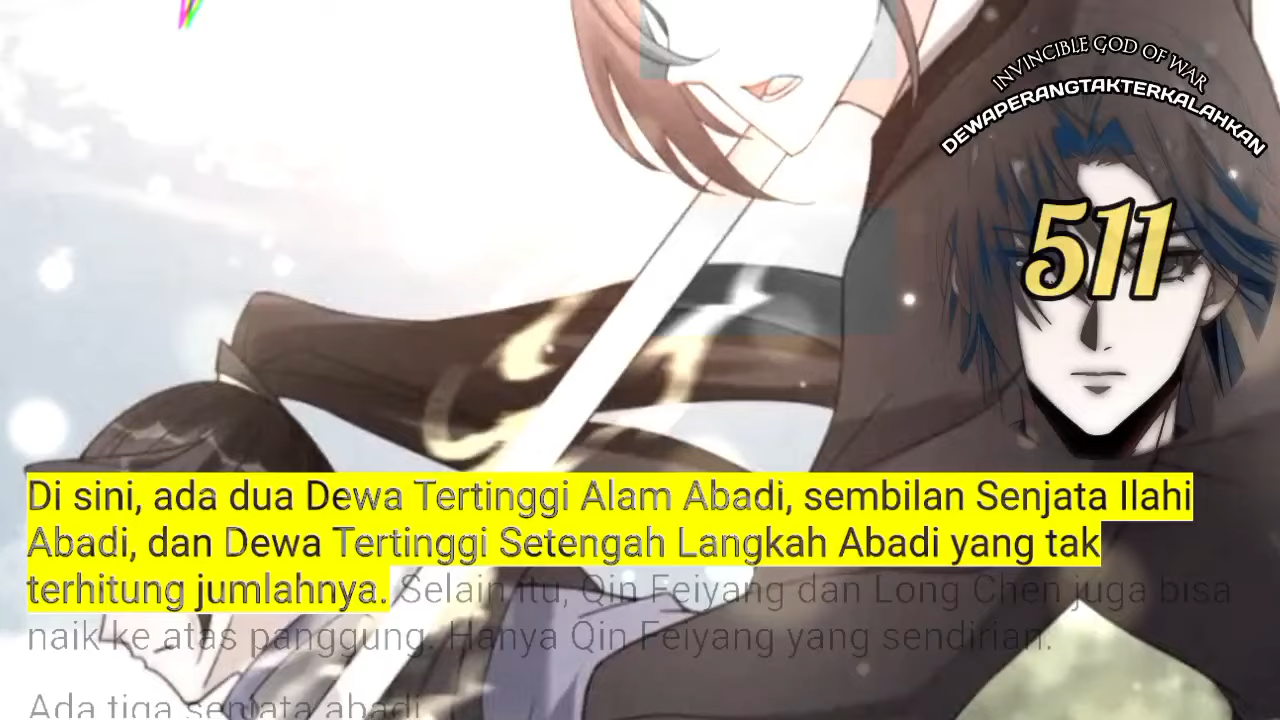 INVINCIBLE GOD OF WAR
DEWAPERANGTAKTERKALAHKAN
511
Di sini, ada dua Dewa Tertinggi Alam Abadi, sembilan Senjata Ilahi
Abadi, dan Dewa Tertinggi Setengah Langkah Abadi yang tak
terhitung jumlahnya. Selain itu, Qin Feiyang dan Long Chen juga bisa
naik ke atas panggung. Hanya Qin Feiyang yang sendirian.
Ada tiga senjata abadi